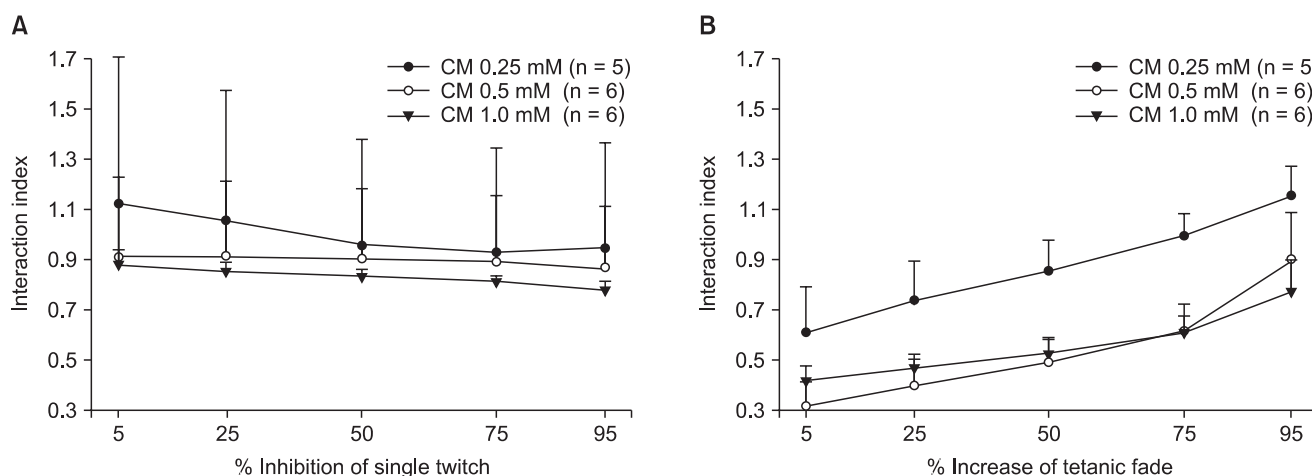 A
1.7
1.5
1.3
1.1
0.9
0.7
0.5
0.3
Interaction index
CM 0.25 mM (n = 5)
CM 0.5 mM (n = 6)
CM 1.0 mM (n = 6)
5 25 50 75 95
% Inhibition of single twitch
B
1.7
1.5
1.3
1.1
0.9
0.7
0.5
0.3
Interaction index
CM 0.25 mM (n = 5
CM 0.5 mM (n = 6)
CM 1.0 mM (n = 6)
5 25 50 75 95
% Increase of tetanic fade